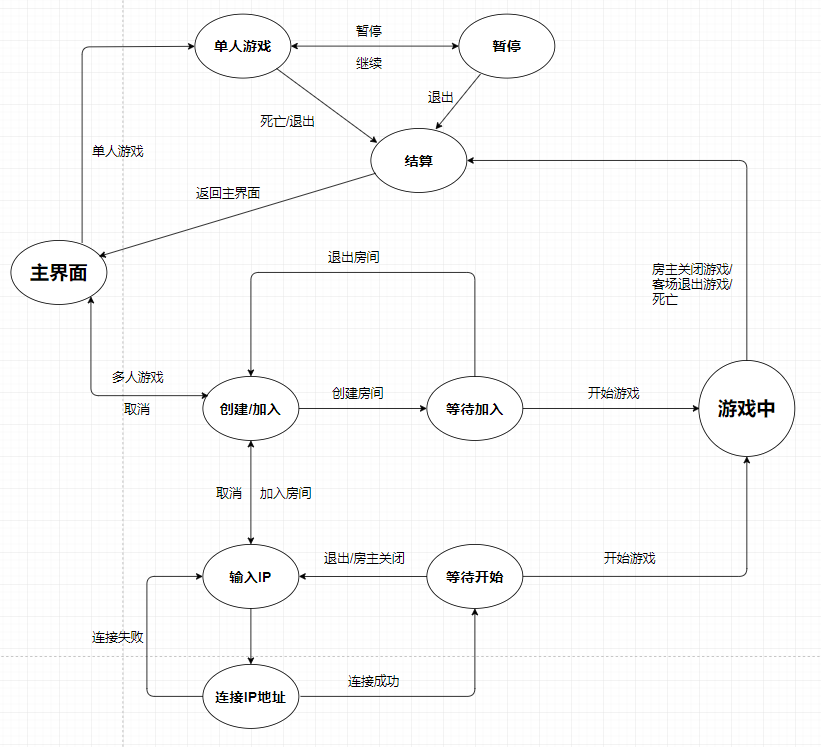 单人游戏
暂停
继续
暂停
死亡/退出
退出
单人游戏
结算
返回主界面
主界面
退出房间
房主关闭游戏/
客场退出游戏/
死亡
多人游戏
取消
创建/加入
创建房间
等待加入
开始游戏
游戏中
取消
加入房间
输入IP
退出/房主关闭
等待开始
开始游戏
连接失败
连接IP地址
连接成功